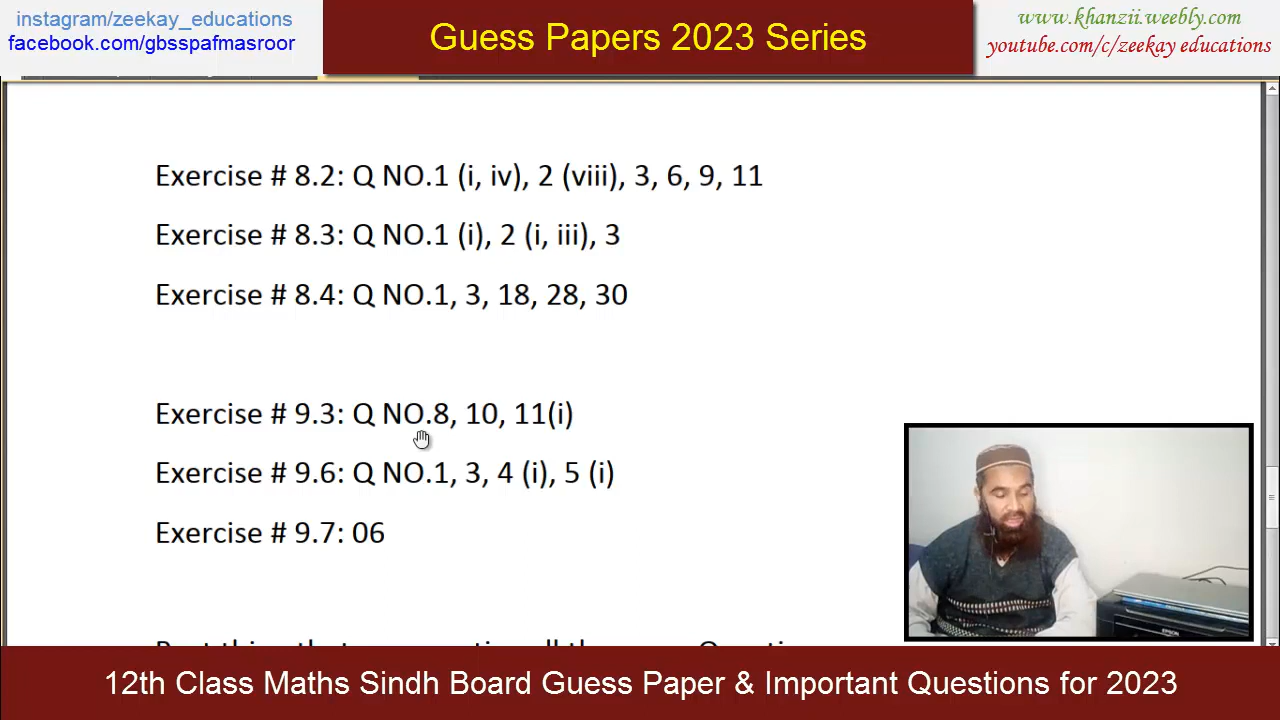 instagram/zeekay_educations
facebook.com/gbsspafmasroor
Guess Papers 2023 Series
www.khanzii.weebly.com
youtube.com/c/zeekay educations
Exercise # 8.2: Q NO.1 (i, iv), 2 (viii), 3, 6, 9, 11
Exercise # 8.3: Q NO.1 (i), 2 (i, iii), 3
Exercise # 8.4: Q NO.1, 3, 18, 28, 30
Exercise # 9.3: Q NO.8, 10, 11(i)
Exercise # 9.6: Q NO.1, 3, 4 (i), 5 (i)
Exercise # 9.7: 06
EPSON
12th Class Maths Sindh Board Guess Paper & Important Questions for 2023